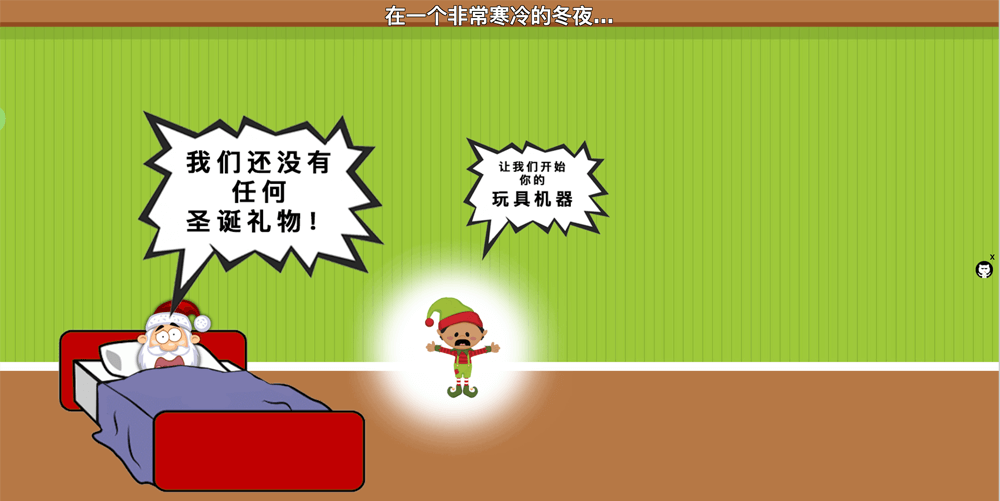 在一个非常寒冷的冬夜...
我们还没有
任何
圣诞礼物!
让我们开始
你的
玩具机器
x